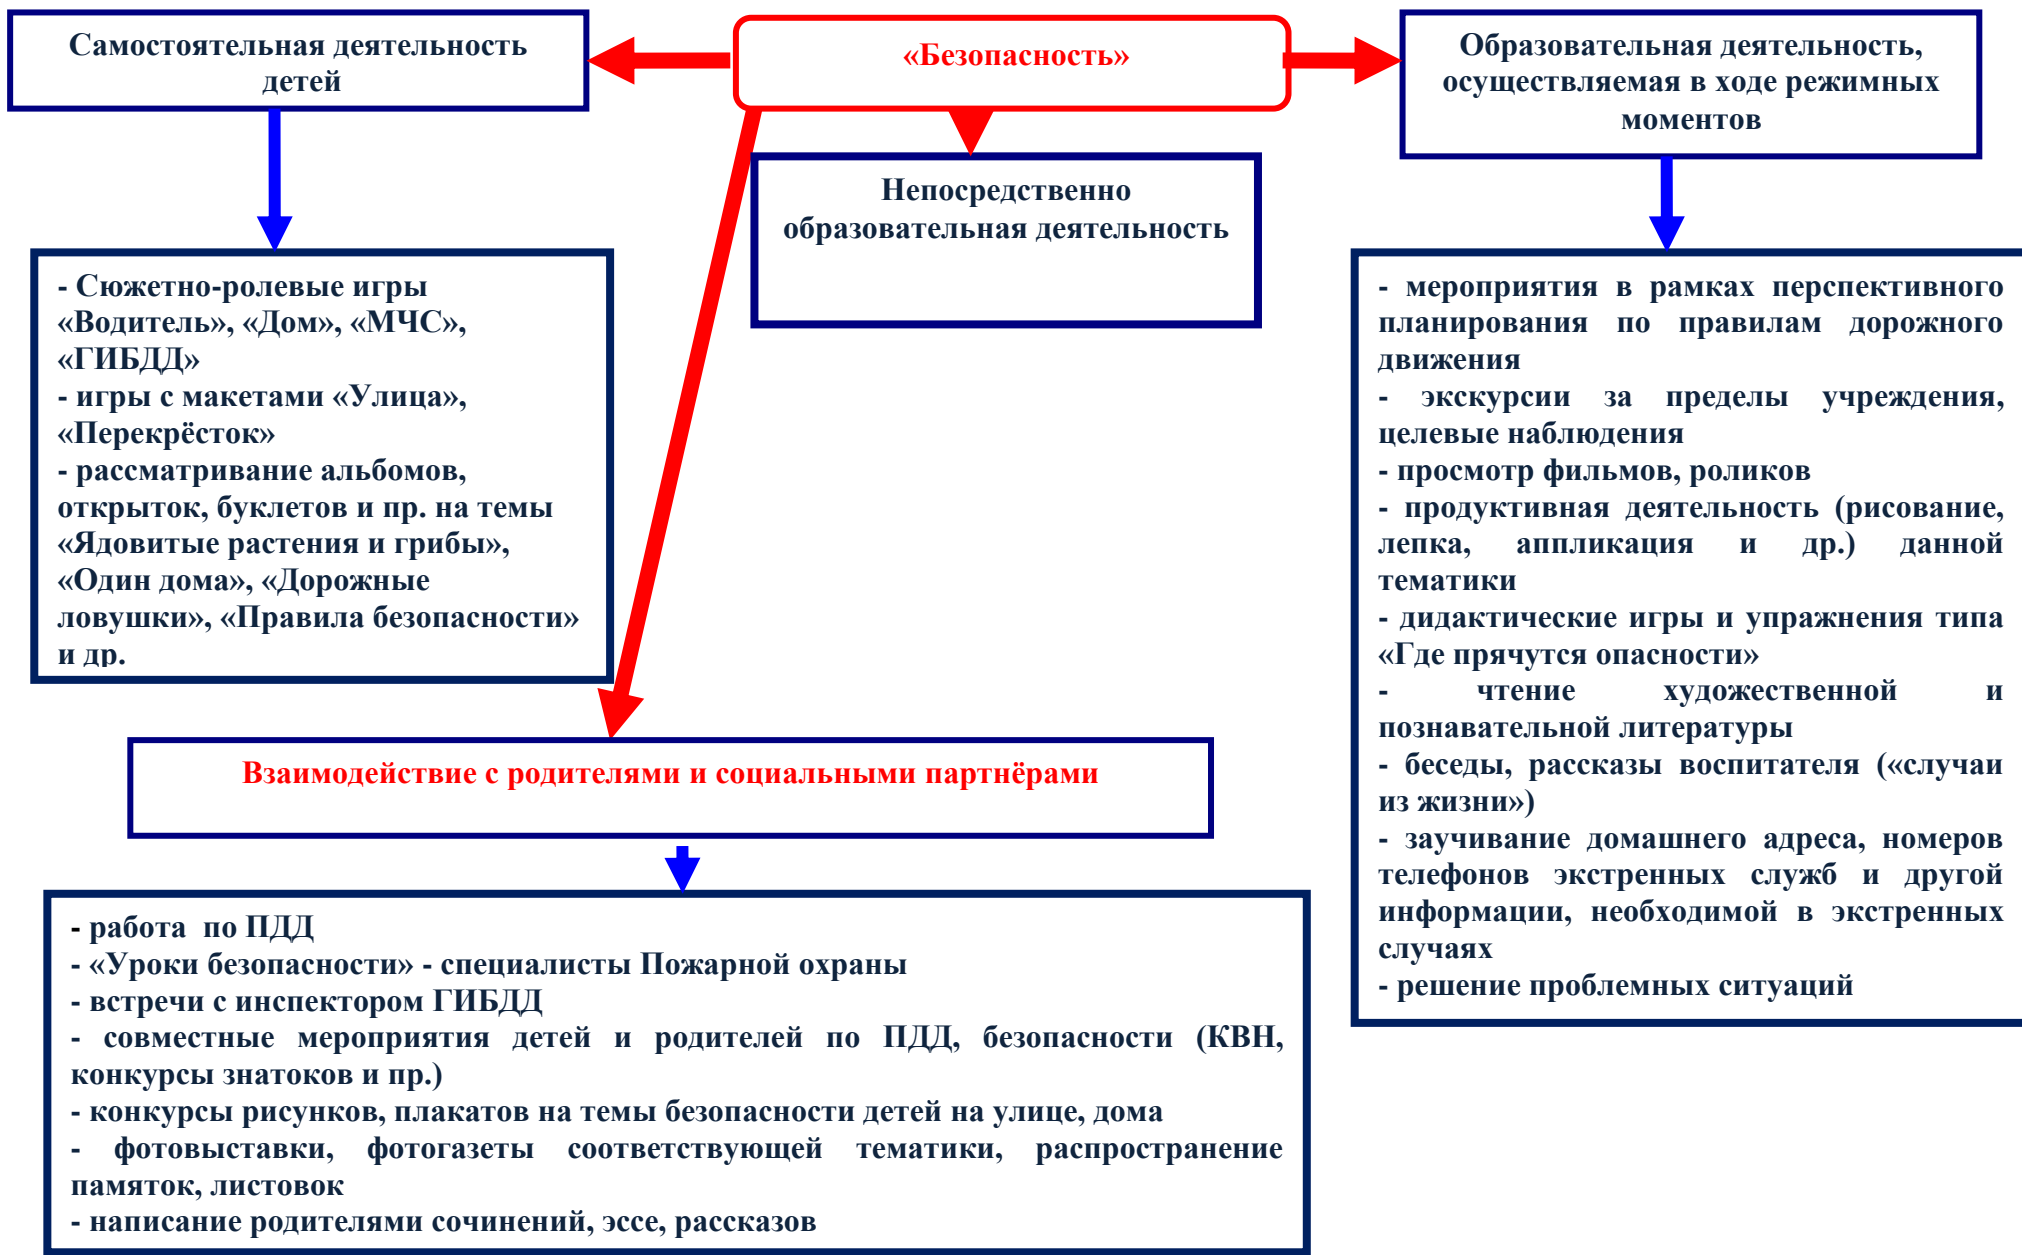 Самостоятельная деятельность
детей
«Безопасность»
Образовательная деятельность,
осуществляемая в ходе режимных
моментов
Непосредственно
образовательная деятельность
- Сюжетно-ролевые игры
«Водитель», «Дом», «МЧС»,
«ГИБДД»
- игры с макетами «Улица»,
«Перекрёсток»
- рассматривание альбомов,
открыток, буклетов и пр. на темы
«Ядовитые растения и грибы»,
«Один дома», «Дорожные
ловушки», «Правила безопасности»
и др.
- мероприятия в рамках перспективного
планирования по правилам дорожного
движения
- экскурсии за пределы учреждения,
целевые наблюдения
- просмотр фильмов, роликов
- продуктивная деятельность (рисование,
лепка, аппликация и др.) данной
тематики
- дидактические игры и упражнения типа
«Где прячутся опасности»
- чтение художественной и
познавательной литературы
- беседы, рассказы воспитателя («случаи
из жизни»)
- заучивание домашнего адреса, номеров
телефонов экстренных служб и другой
информации, необходимой в экстренных
случаях
- решение проблемных ситуаций
Взаимодействие с родителями и социальными партнёрами
- работа по ПДД
- «Уроки безопасности» - специалисты Пожарной охраны
- встречи с инспектором ГИБДД
- совместные мероприятия детей и родителей по ПДД, безопасности (КВН,
конкурсы знатоков и пр.)
- конкурсы рисунков, плакатов на темы безопасности детей на улице, дома
- фотовыставки, фотогазеты соответствующей тематики, распространение
памяток, листовок
- написание родителями сочинений, эссе, рассказов